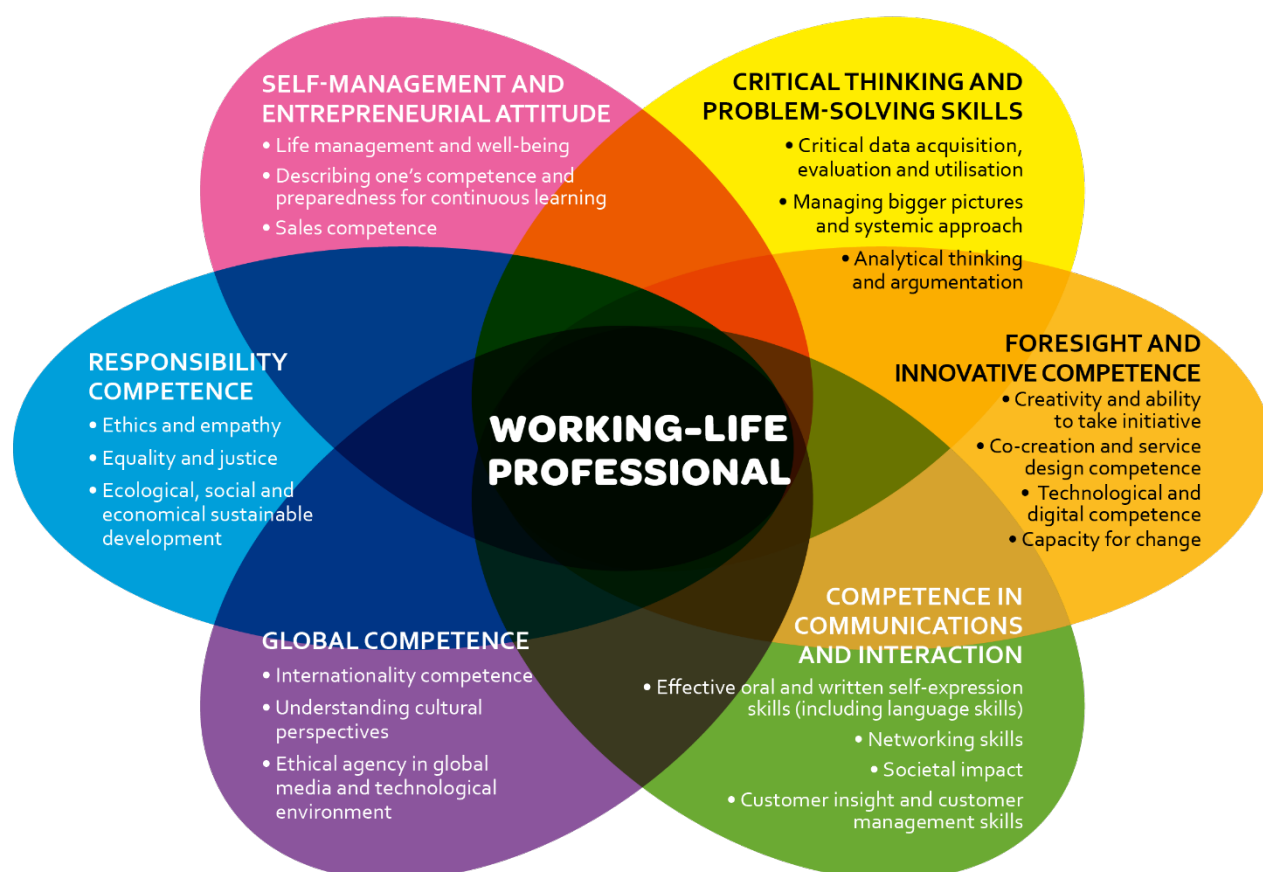 SELF-MANAGEMENT AND
ENTREPRENEURIAL ATTITUDE
• Life management and well-being
• Describing one's competence and
preparedness for continuous learning
• Sales competence
CRITICAL THINKING AND
PROBLEM-SOLVING SKILLS
• Critical data acquisition,
evaluation and utilisation
• Managing bigger pictures
and systemic approach
• Analytical thinking
and argumentation
RESPONSIBILITY
COMPETENCE
• Ethics and empathy
• Equality and justice
• Ecological, social and
economical sustainable
development
WORKING-LIFE
PROFESSIONAL
FORESIGHT AND
INNOVATIVE COMPETENCE
• Creativity and ability
to take initiative
• Co-creation and service
design competence
• Technological and
digital competence
• Capacity for change
GLOBAL COMPETENCE
• Internationality competence
• Understanding cultural
perspectives
• Ethical agency in global
media and technological
environment
COMPETENCE IN
COMMUNICATIONS
AND INTERACTION
• Effective oral and written self-expression
skills (including language skills)
• Networking skills
• Societal impact
• Customer insight and customer
management skills